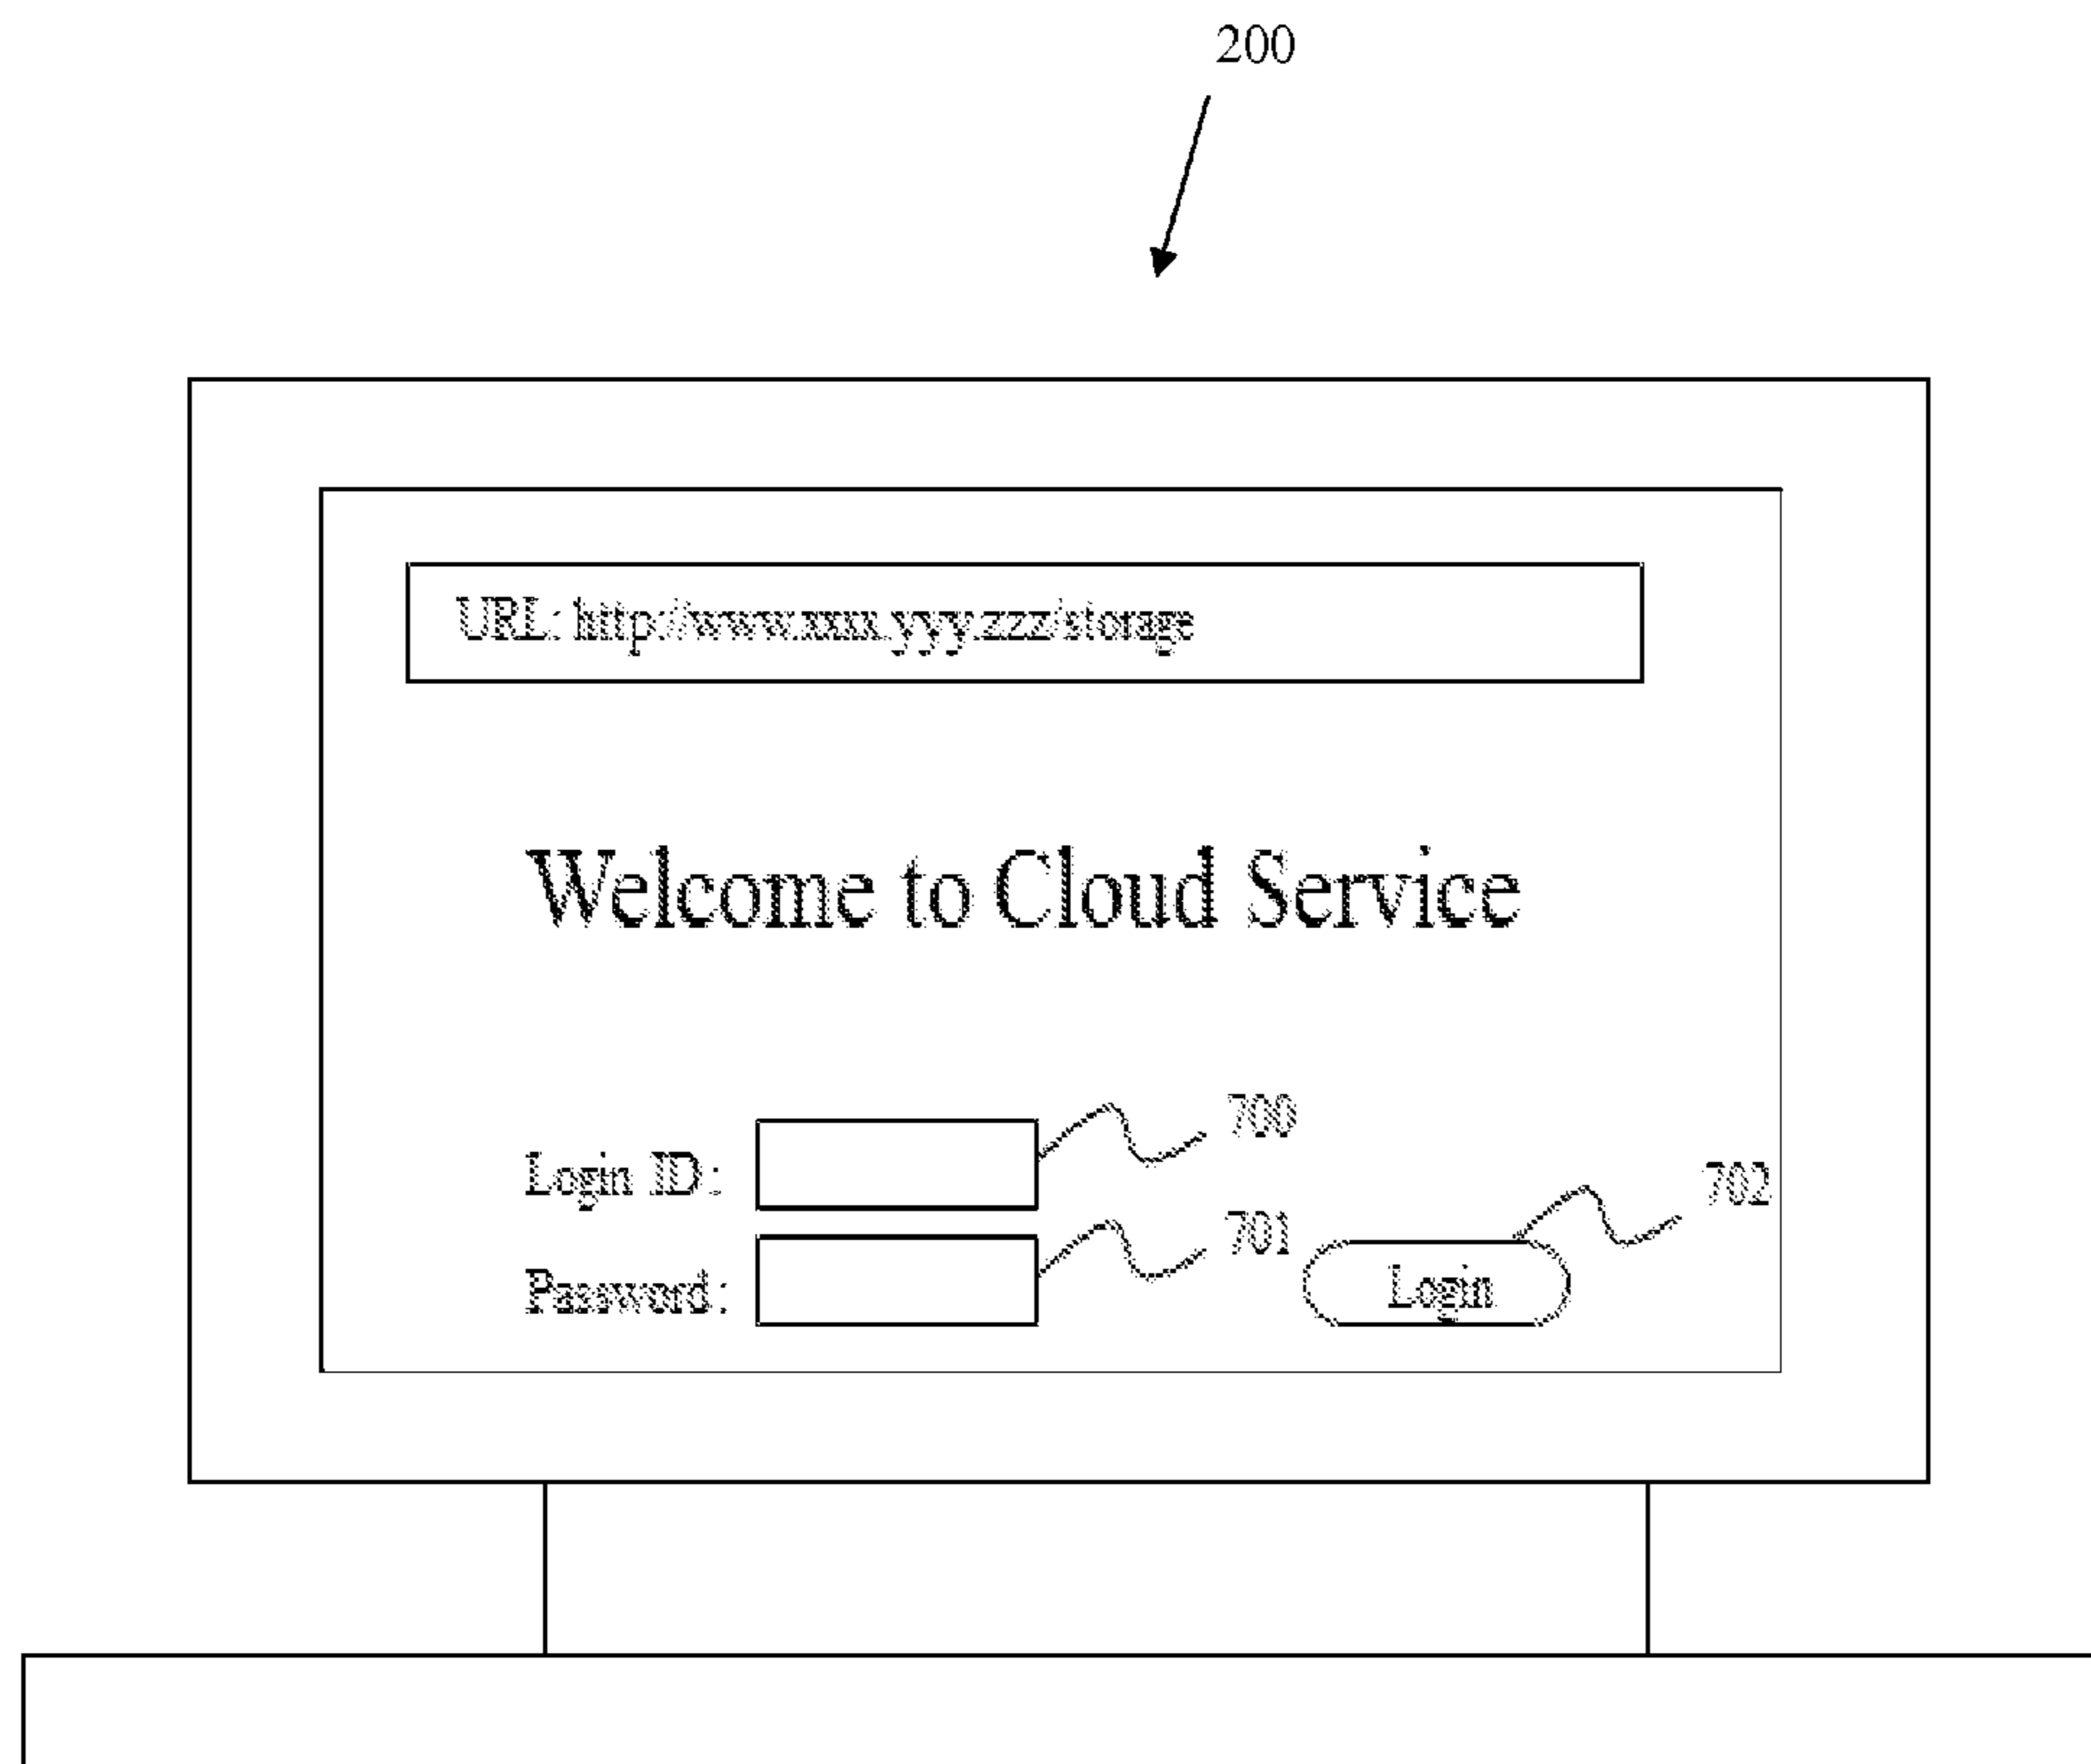 200
URL: http://www.xxx.yyy.zzz/storage
Welcome to Cloud Service
700
Login ID:
702
701
Password:
Login